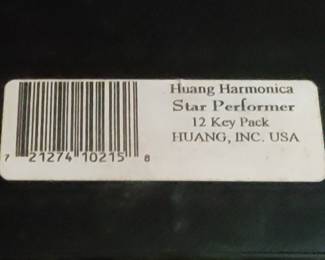 Huang Harmonica
Star Performer
12 Key Pack
HUANG, INC. USA
7 21274 10215 8